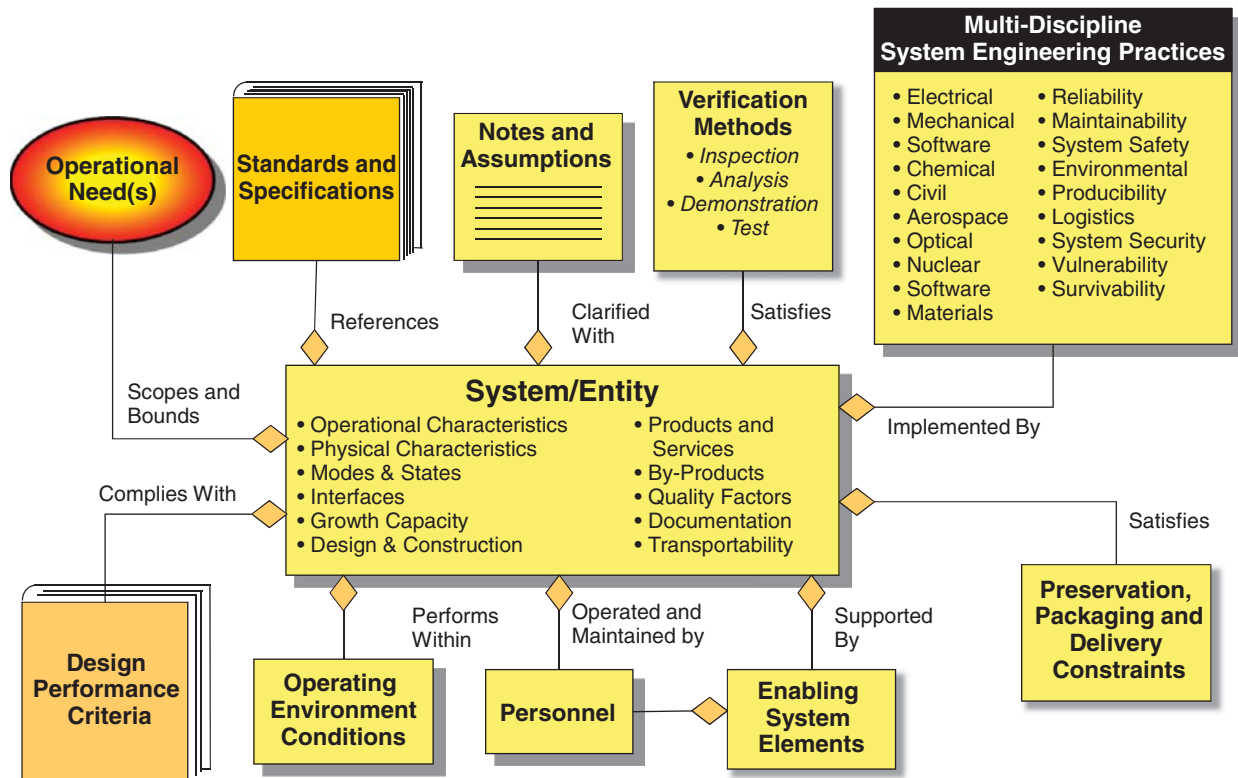 Multi-Discipline
System Engineering Practices
• Electrical
• Mechanical
• Software
• Chemical
• Civil
• Aerospace
• Optical
• Nuclear
• Software
• Materials
• Reliability
• Maintainability
• System Safety
• Environmental
• Producibility
• Logistics
• System Security
• Vulnerability
• Survivability
Operational
Need(s)
Standards and
Specifications
Notes and
Assumptions
Verification
Methods
• Inspection
• Analysis
• Demonstration
• Test
Scopes and
Bounds
References
Clarified
With
Satisfies
Implemented By
System/Entity
• Operational Characteristics
• Physical Characteristics
• Modes & States
• Interfaces
• Growth Capacity
• Design & Construction
• Products and
Services
• By-Products
• Quality Factors
• Documentation
• Transportability
Complies With
Satisfies
Performs
Within
Operated and
Maintained by
Supported
By
Design
Performance
Criteria
Operating
Environment
Conditions
Personnel
Enabling
System
Elements
Preservation,
Packaging and
Delivery
Constraints